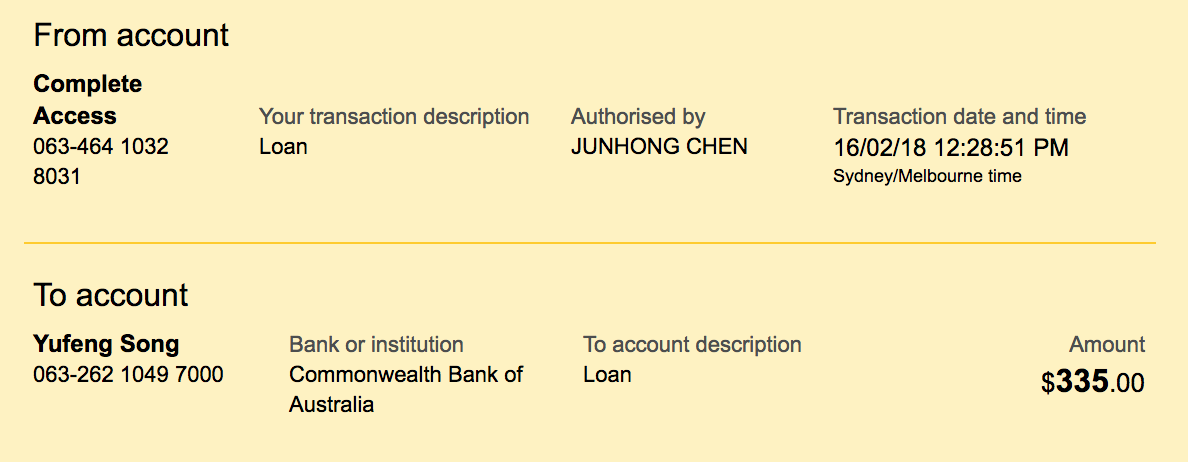 From account
Complete
Access
063-464 1032
8031
Your transaction description
Loan
Authorised by
JUNHONG CHEN
Transaction date and time
16/02/18 12:28:51 PM
Sydney/Melbourne time
To account
Yufeng Song
063-262 1049 7000
Bank or institution
Commonwealth Bank of
Australia
To account description
Loan
Amount
$335.00